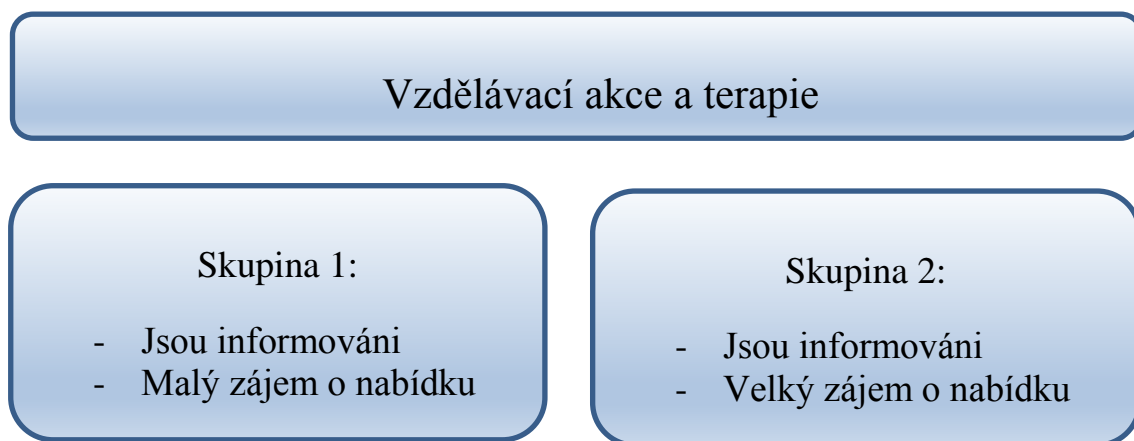 Vzdělávací akce a terapie
Skupina 1:
- Jsou informováni
- Malý zájem o nabídku
Skupina 2:
- Jsou informováni
- Velký zájem o nabídku